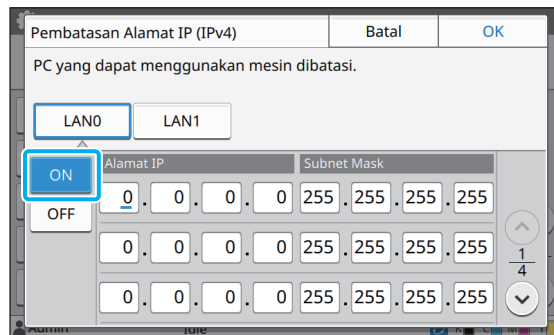 Pembatasan Alamat IP (IPv4) Batal OK
PC yang dapat menggunakan mesin dibatasi.
LAN0 LAN1
ON Alamat IP Subnet Mask
0 . 0 . 0 . 0 255 . 255 . 255 . 255
OFF
0 . 0 . 0 . 0 255 . 255 . 255 . 255
1
4
0 . 0 . 0 . 0 255 . 255 . 255 . 255
Admin Idle K C M Y